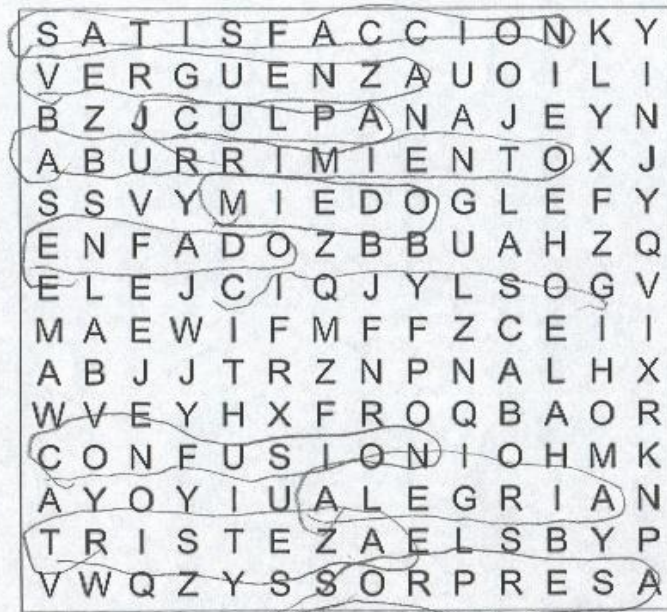 S A T I S F A C C I O N K Y
V E R G U E N Z A U O I L I
B Z J C U L P A N A J E Y N
A B U R R I M I E N T O X J
S S V Y M I E D O G L E F Y
E N F A D O Z B B U A H Z Q
E L E J C I Q J Y L S O G V
M A E W I F M F F Z C E I I
A B J J T R Z N P N A L H X
W V E Y H X F R O Q B A O R
C O N F U S I O N I O H M K
A Y O Y I U A L E G R I A N
T R I S T E Z A E L S B Y P
V W Q Z Y S S O R P R E S A